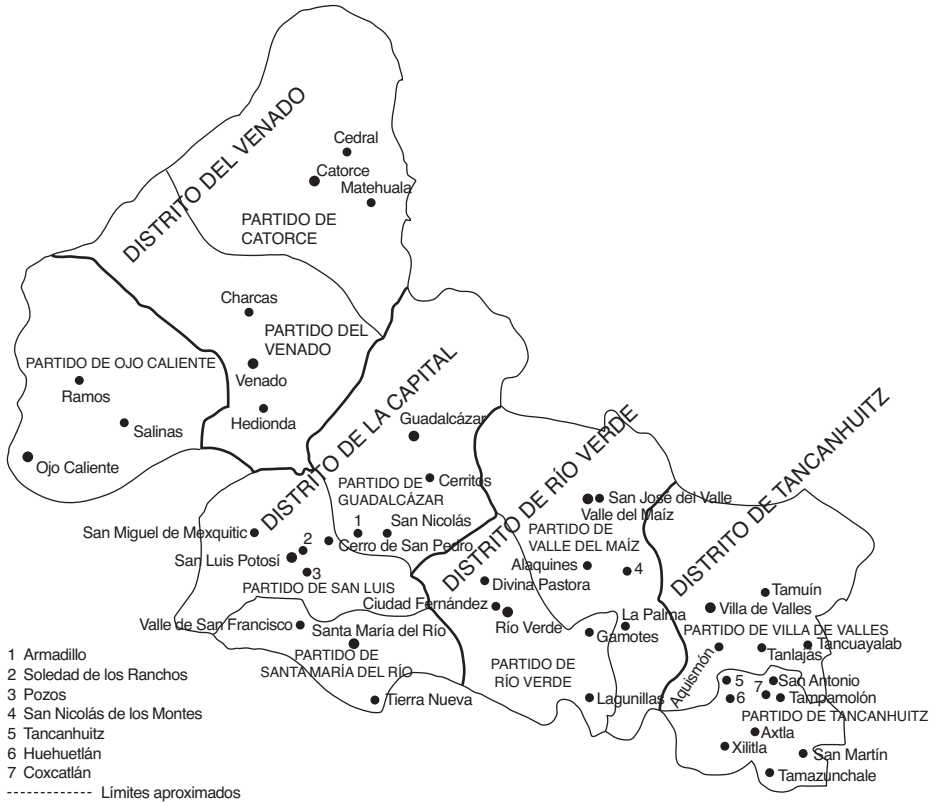 DISTRITO DEL VENADO
Cedral
Catorce
Matehuala
PARTIDO DE
CATORCE
Charcas
PARTIDO DEL
VENADO
Venado
Hedionda
PARTIDO DE OJO CALIENTE
Ramos
Salinas
Ojo Caliente
DISTRITO DE LA CAPITAL
Guadalcázar
Cerritos
PARTIDO DE
GUADALCÁZAR
1
San Nicolás
San Miguel de Mexquitic
2
Cerro de San Pedro
San Luis Potosí
3
PARTIDO DE SAN LUIS
Valle de San Francisco
Santa María del Río
PARTIDO DE
SANTA MARÍA DEL RÍO
Tierra Nueva
DISTRITO DE RÍO VERDE
San José del Valle
Valle del Maíz
PARTIDO DE
VALLE DEL MAÍZ
Alaquines
4
Divina Pastora
Ciudad Fernández
Río Verde
La Palma
Gamotes
PARTIDO DE
RÍO VERDE
Lagunillas
DISTRITO DE TANCANHUITZ
Tamuín
Villa de Valles
PARTIDO DE VILLA DE VALLES
Tancuayalab
Tanlajás
Aquismón
5
San Antonio
6
7
Tampamolón
PARTIDO DE TANCANHUITZ
Axtla
Xilitla
San Martín
Tamazunchale
1 Armadillo
2 Soledad de los Ranchos
3 Pozos
4 San Nicolás de los Montes
5 Tancanhuitz
6 Huehuetlán
7 Coxcatlán
Límites aproximados